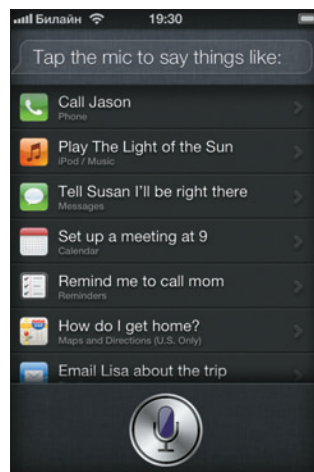 Билайн 19:30
Tap the mic to say things like:
Call Jason
Phone
Play The Light of the Sun
iPod / Music
Tell Susan I'll be right there
Messages
Set up a meeting at 9
Calendar
Remind me to call mom
Reminders
How do I get home?
Maps and Directions (U.S. Only)
Email Lisa about the trip